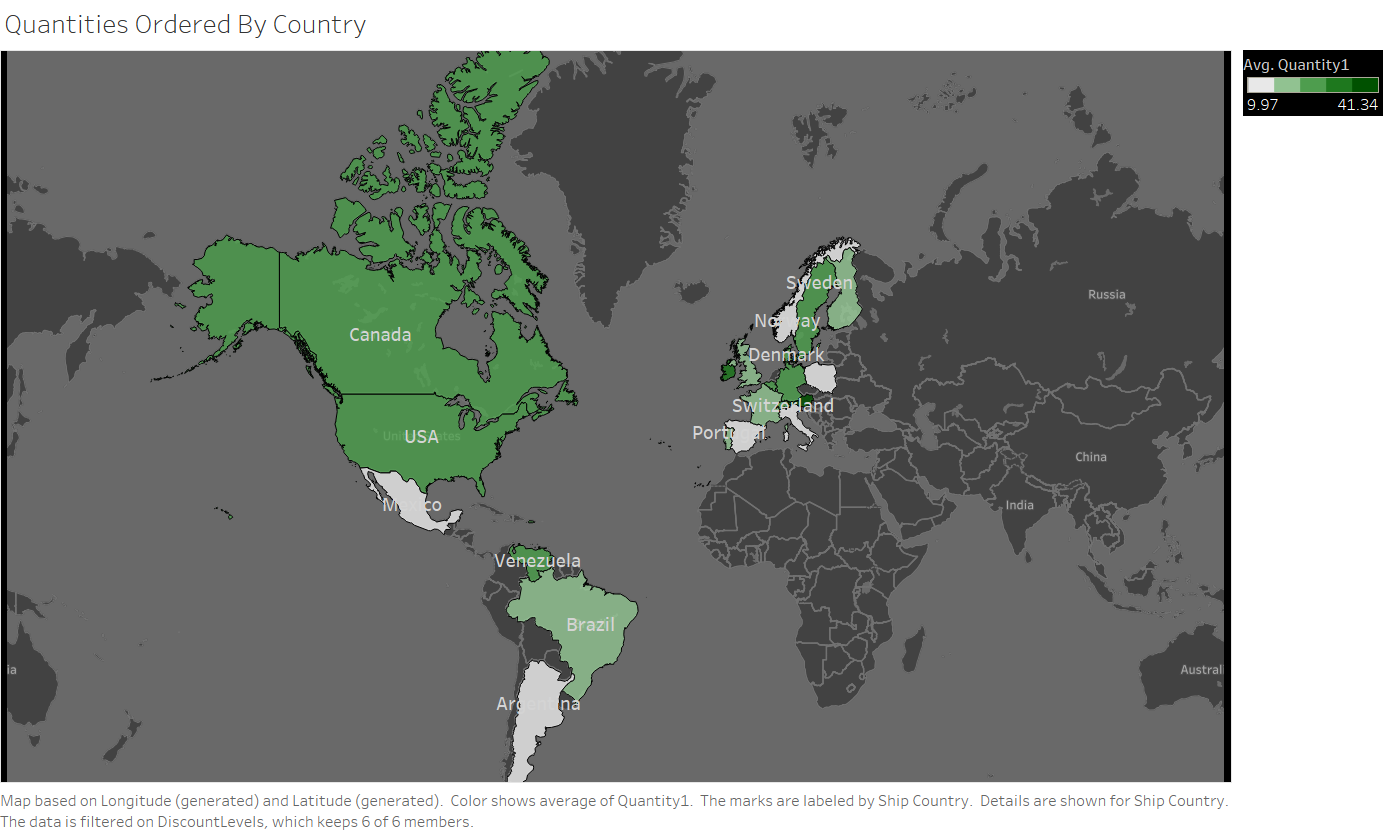 Quantities Ordered By Country
Avg. Quantity1
9.97 41.34
Sweden
Russia
Norway
Canada
Denmark
Switzerland
Portugal
United States
USA
China
Mexico
India
Venezuela
Brazil
ia
Australi
Argentina
Map based on Longitude (generated) and Latitude (generated).  Color shows average of Quantity1.  The marks are labeled by Ship Country.  Details are shown for Ship Country.
The data is filtered on DiscountLevels, which keeps 6 of 6 members.